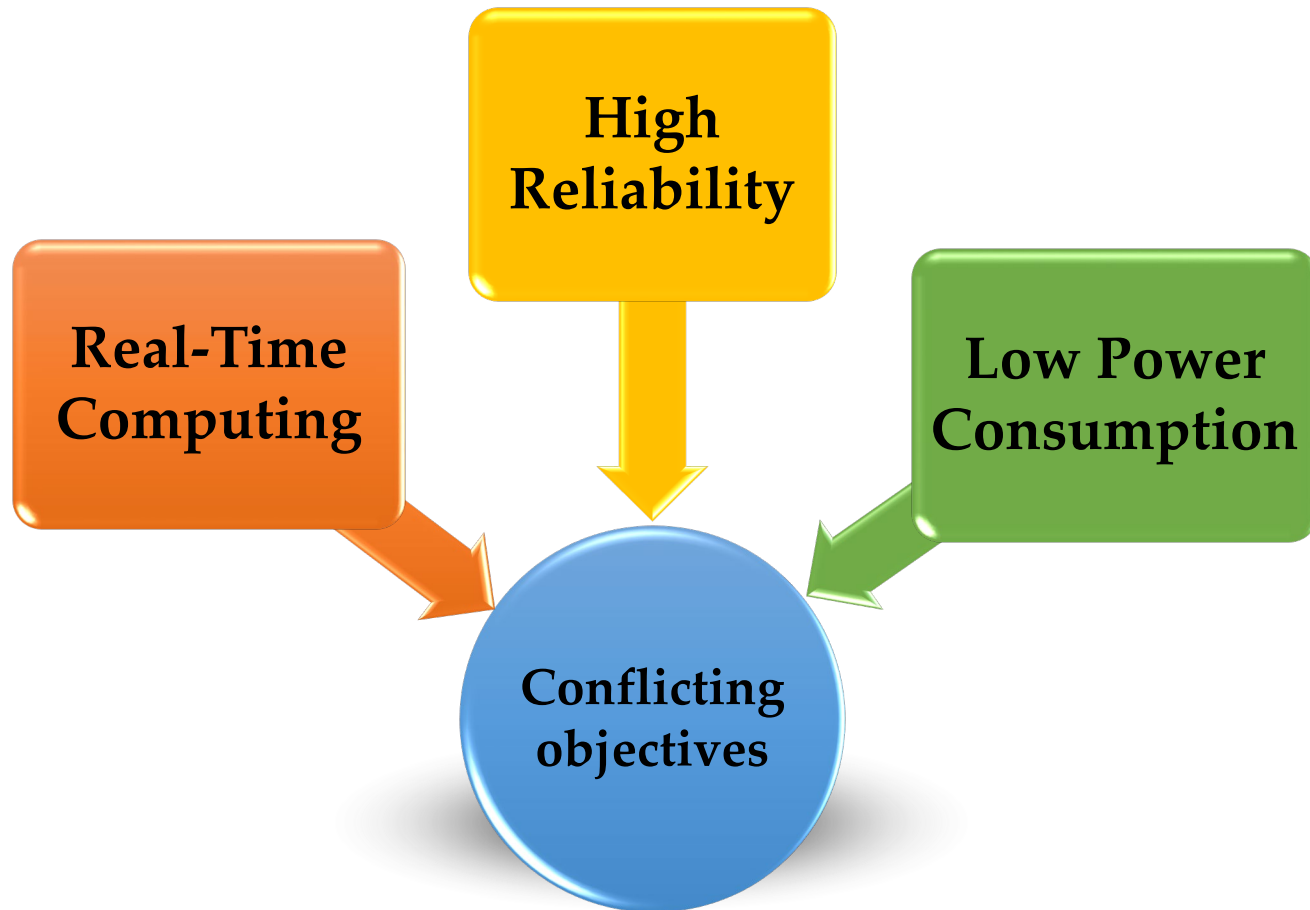 High
Reliability
Real-Time
Computing
Low Power
Consumption
Conflicting
objectives